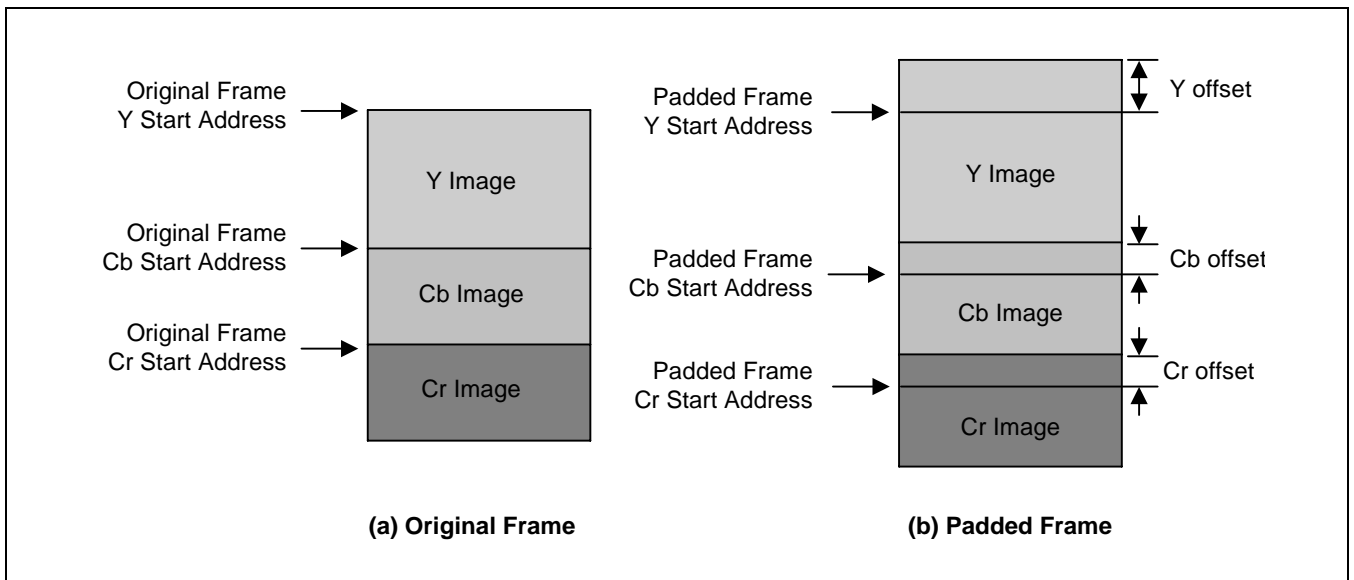 Original Frame
Y Start Address
Y Image
Original Frame
Cb Start Address
Cb Image
Original Frame
Cr Start Address
Cr Image
(a) Original Frame
Padded Frame
Y Start Address
Y offset
Y Image
Padded Frame
Cb Start Address
Cb offset
Cb Image
Padded Frame
Cr Start Address
Cr offset
Cr Image
(b) Padded Frame